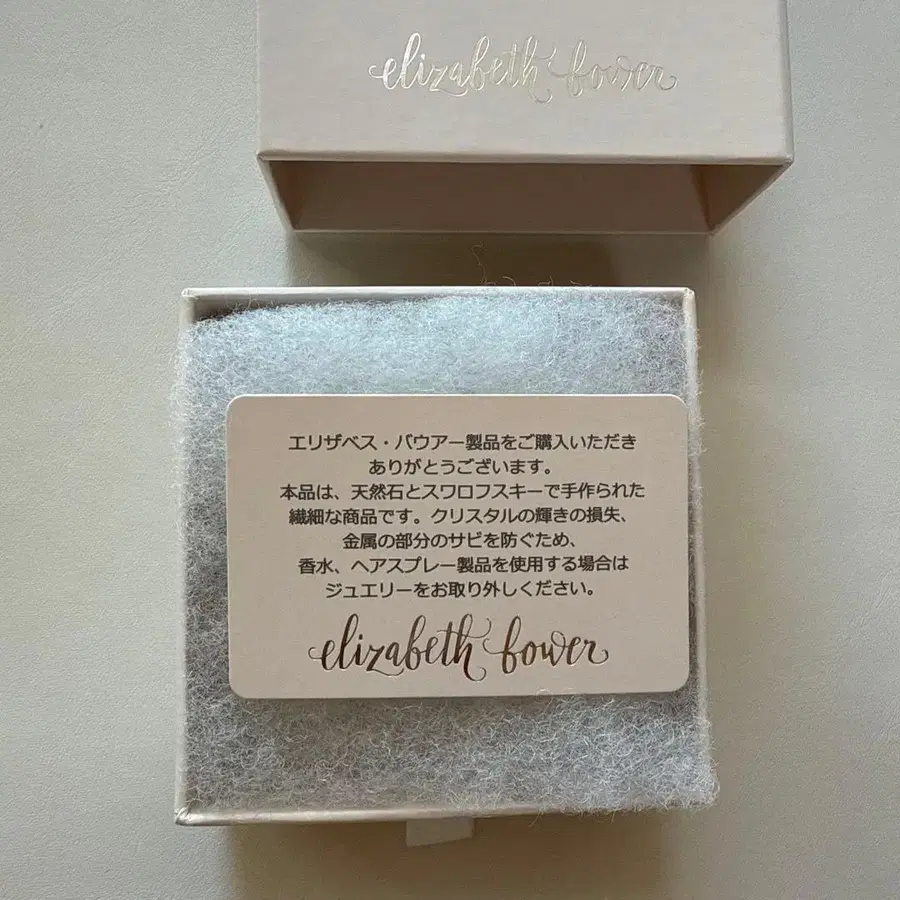 elizabeth bower
エリザベス・バウアー製品をご購入いただき
ありがとうございます。
本品は、天然石とスワロフスキーで手作られた
繊細な商品です。クリスタルの輝きの損失、
金属の部分のサビを防ぐため、
香水、ヘアスプレー製品を使用する場合は
ジュエリーをお取り外しください。
elizabeth bower